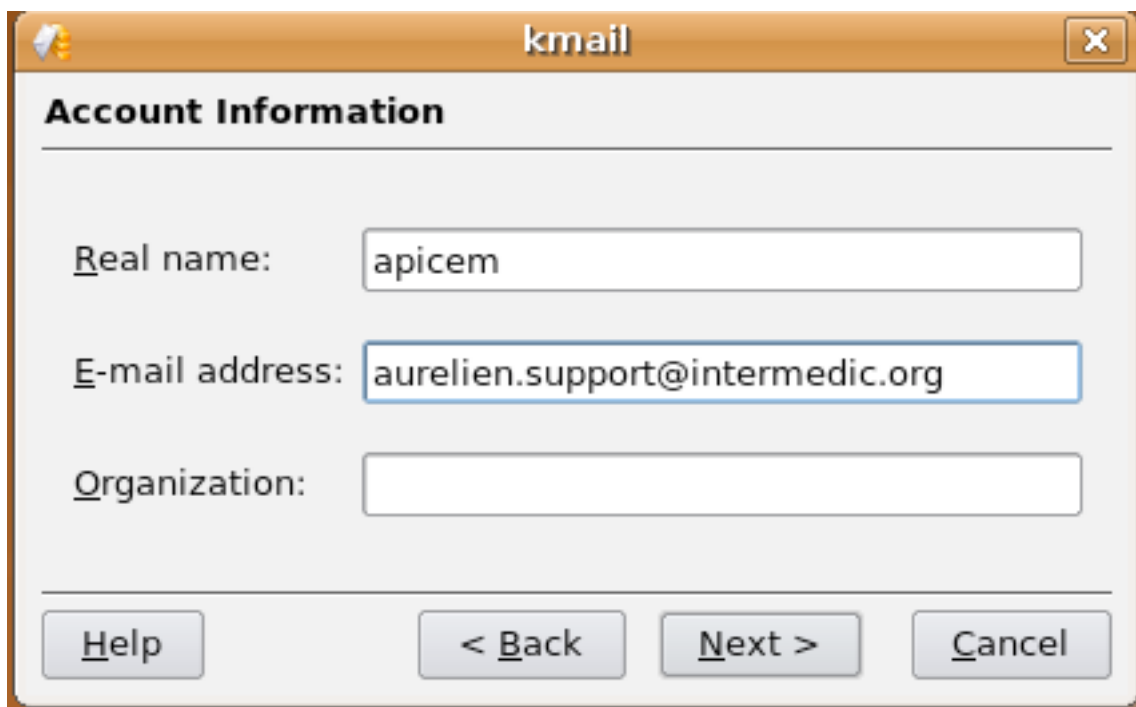 kmail
Account Information
Real name: apicem
E-mail address: aurelien.support@intermedic.org
Organization:
Help < Back Next > Cancel